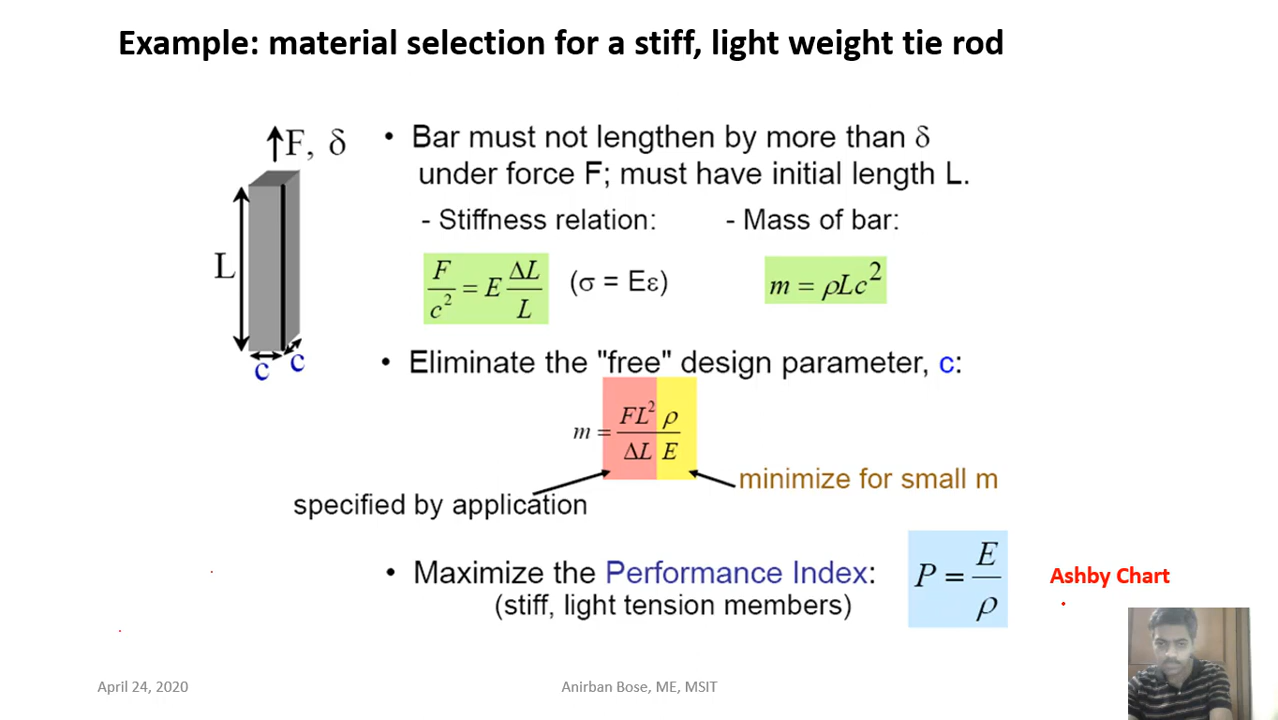 Example: material selection for a stiff, light weight tie rod
F, δ
L
c
c
• Bar must not lengthen by more than δ
under force F; must have initial length L.
- Stiffness relation:
- Mass of bar:
F/c² = E ΔL/L
(σ = Eε)
m = ρLc²
• Eliminate the "free" design parameter, c:
m = FL²/ΔL ρ/E
minimize for small m
specified by application
• Maximize the Performance Index:
(stiff, light tension members)
P = E/ρ
Ashby Chart
April 24, 2020
Anirban Bose, ME, MSIT